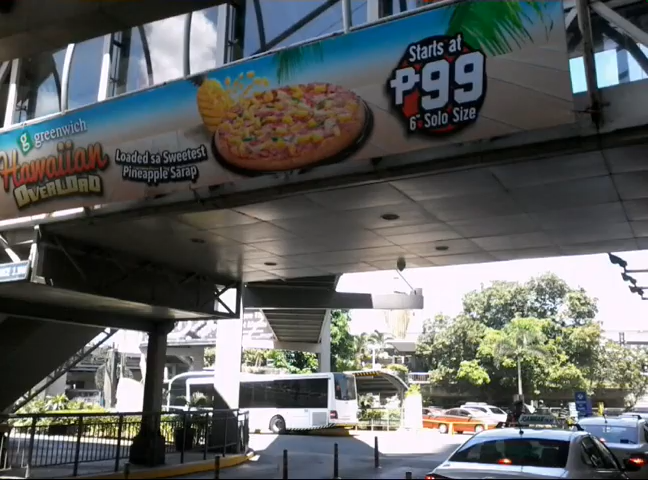 greenwich
Hawaiian
OVERLOAD
Loaded sa Sweetest
Pineapple Sarap
Starts at
₱99
6" Solo Size